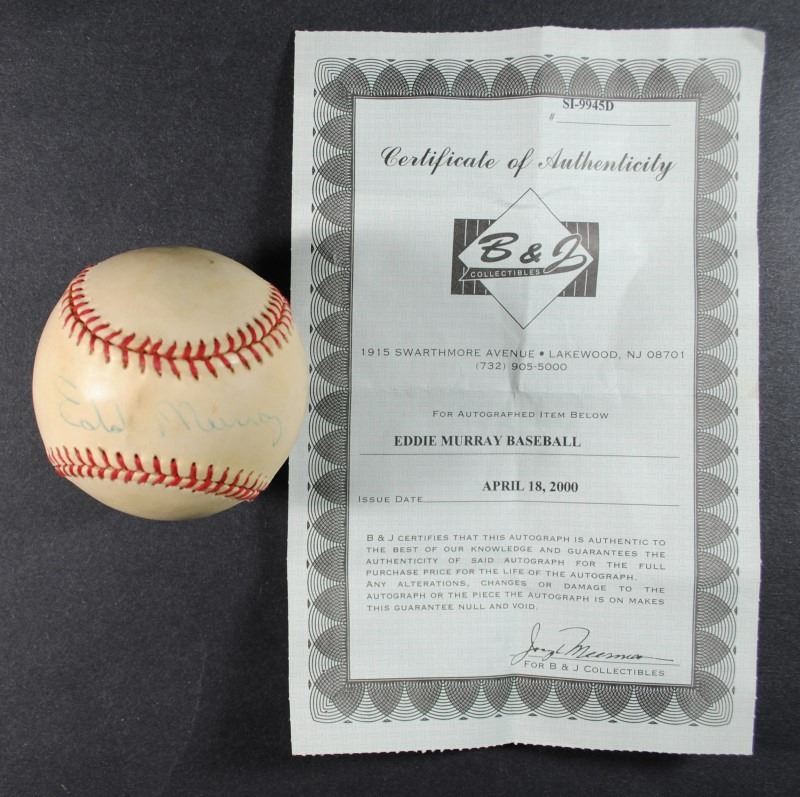 SI-9945D
#
Certificate of Authenticity
B & J
COLLECTIBLES
1915 SWARTHMORE AVENUE • LAKEWOOD, NJ 08701
(732) 905-5000
FOR AUTOGRAPHED ITEM BELOW
EDDIE MURRAY BASEBALL
APRIL 18, 2000
ISSUE DATE
B & J CERTIFIES THAT THIS AUTOGRAPH IS AUTHENTIC TO
THE BEST OF OUR KNOWLEDGE AND GUARANTEES THE
AUTHENTICITY OF SAID AUTOGRAPH FOR THE FULL
PURCHASE PRICE FOR THE LIFE OF THE AUTOGRAPH.
ANY ALTERATIONS, CHANGES OR DAMAGE TO THE
AUTOGRAPH OR THE PIECE THE AUTOGRAPH IS ON MAKES
THIS GUARANTEE NULL AND VOID.
FOR B & J COLLECTIBLES
Murray